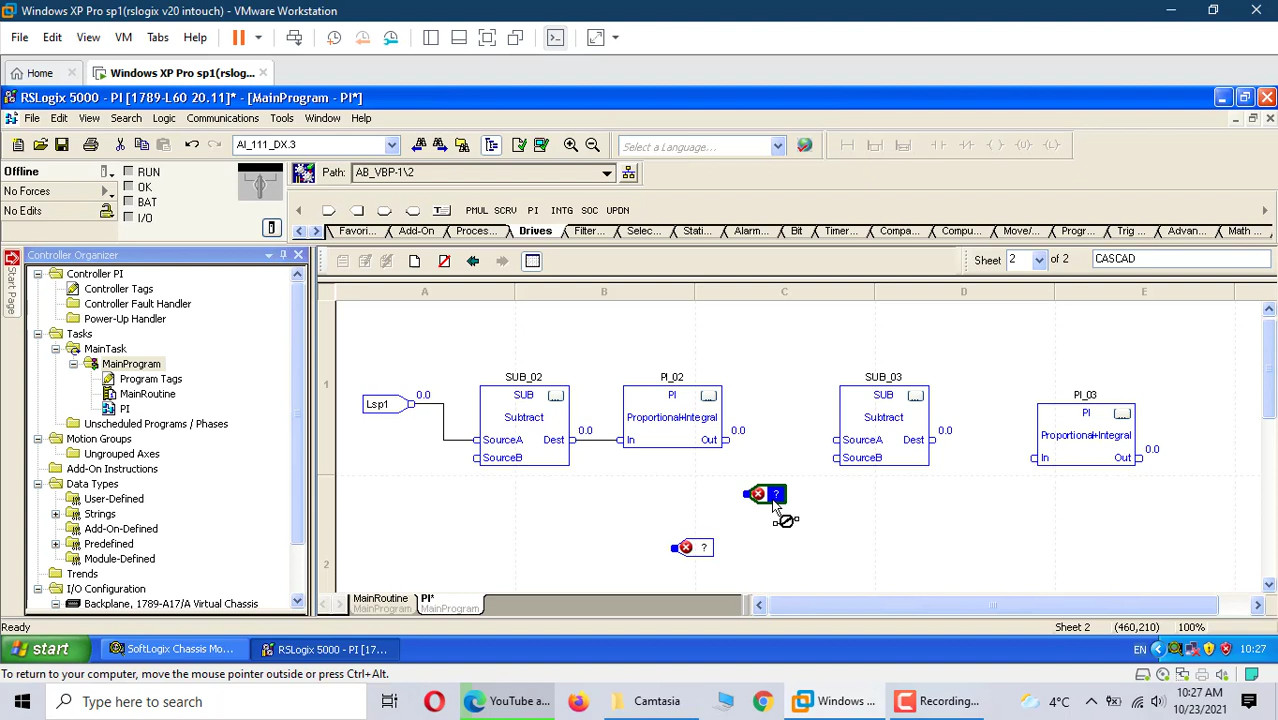 Windows XP Pro sp1(rslogix v20 intouch) - VMware Workstation
File Edit View VM Tabs Help
Home Windows XP Pro sp1(rslog...
RSLogix 5000 - PI [1789-L60 20.11]* - [MainProgram - PI*]
File Edit View Search Logic Communications Tools Window Help
AI_111_DX.3 Select a Language...
Offline RUN Path: AB_VBP-1\2
No Forces OK
No Edits BAT
I/O PMUL SCRV PI INTG SOC UPDN
Favori... Add-On Proces... Drives Filter... Selec... Stati... Alarm... Bit Timer... Compa... Compu... Move/... Progr... Trig ... Advan... Math ...
Start Page
Controller Organizer
Sheet 2 of 2 CASCAD
Controller PI
Controller Tags
Controller Fault Handler
Power-Up Handler
Tasks
MainTask
MainProgram
Program Tags
MainRoutine
PI
Unscheduled Programs / Phases
Motion Groups
Ungrouped Axes
Add-On Instructions
Data Types
User-Defined
Strings
Add-On-Defined
Predefined
Module-Defined
Trends
I/O Configuration
Backplane, 1789-A17/A Virtual Chassis
A B C D E
1
2
Lsp1 0.0
SUB_02
SUB ...
Subtract
SourceA Dest 0.0
SourceB
PI_02
PI ...
Proportional+Integral
In Out 0.0
SUB_03
SUB ...
Subtract
SourceA Dest 0.0
SourceB
PI_03
PI ...
Proportional+Integral
In Out 0.0
?
?
MainRoutine PI*
MainProgram MainProgram
Ready Sheet 2 (460,210) 100%
start SoftLogix Chassis Mo... RSLogix 5000 - PI [17... EN 10:27
To return to your computer, move the mouse pointer outside or press Ctrl+Alt.
Type here to search YouTube a... Camtasia Windows ... Recording... 4°C 10:27 AM
10/23/2021